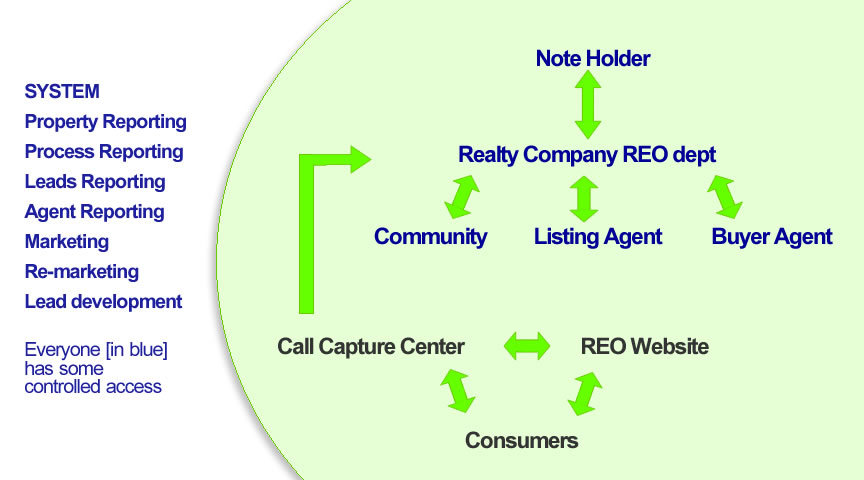 SYSTEM
Property Reporting
Process Reporting
Leads Reporting
Agent Reporting
Marketing
Re-marketing
Lead development
Everyone [in blue]
has some
controlled access
Note Holder
Realty Company REO dept
Community
Listing Agent
Buyer Agent
Call Capture Center
REO Website
Consumers